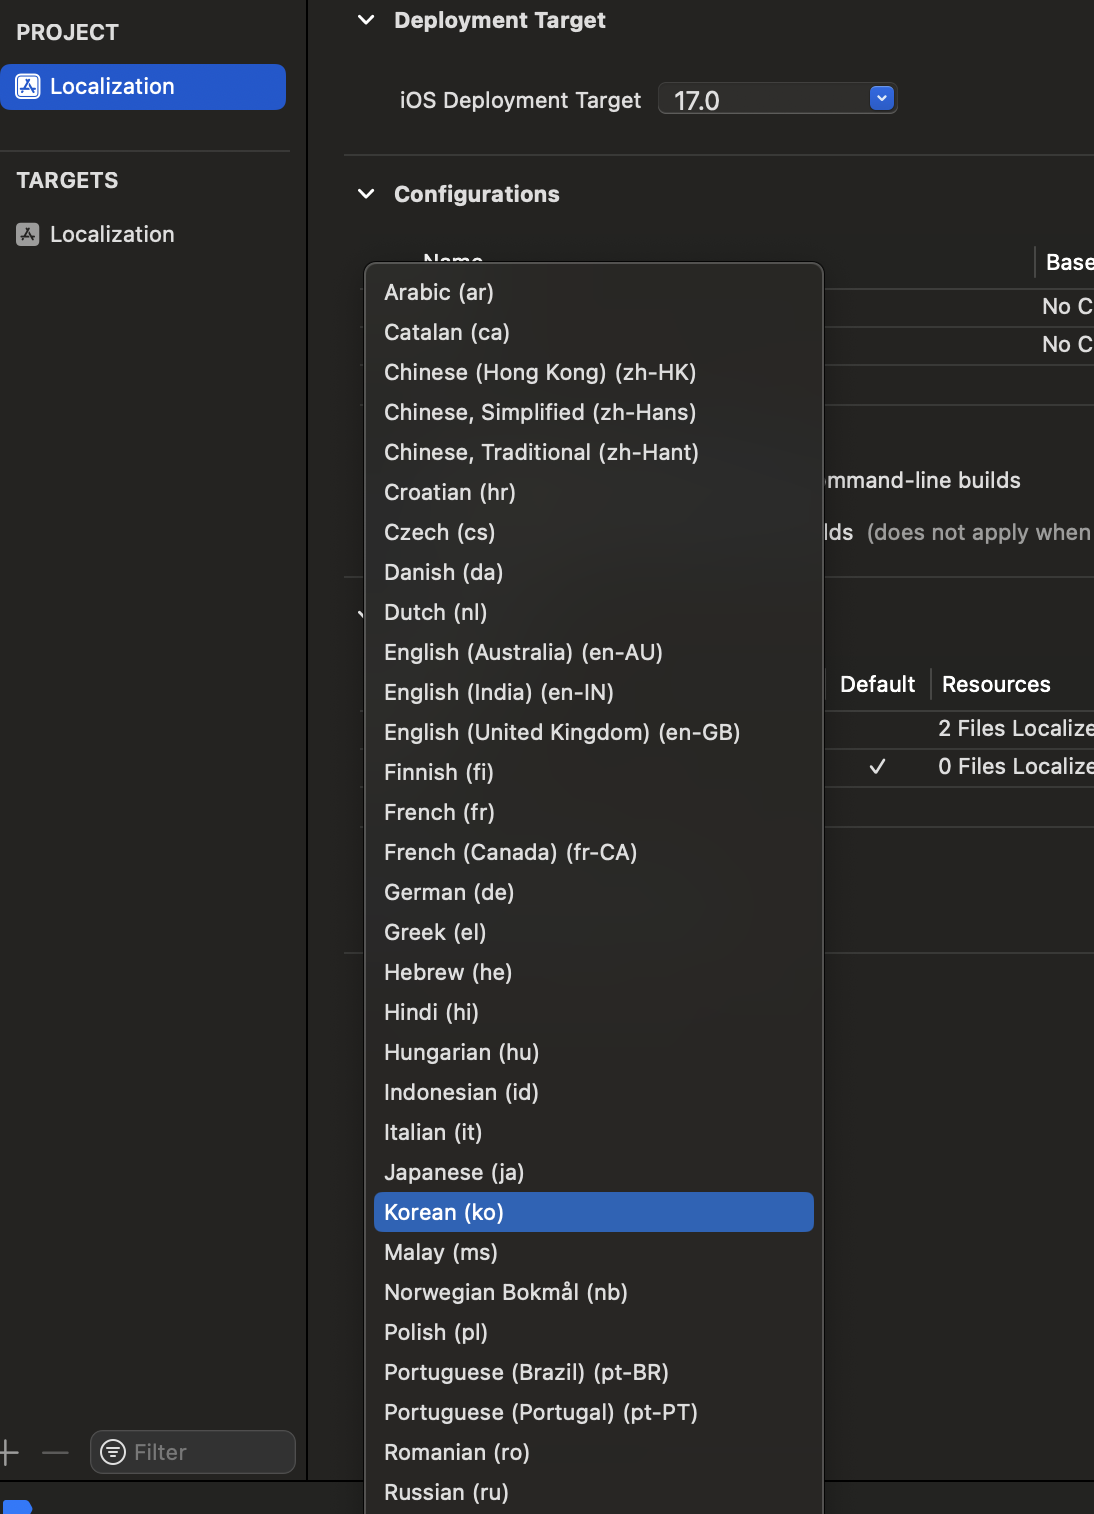 PROJECT
Localization
TARGETS
Localization
Filter
Deployment Target
iOS Deployment Target 17.0
Configurations
Name
Base
No C
No C
mmand-line builds
lds (does not apply when
Default Resources
2 Files Localize
0 Files Localize
Arabic (ar)
Catalan (ca)
Chinese (Hong Kong) (zh-HK)
Chinese, Simplified (zh-Hans)
Chinese, Traditional (zh-Hant)
Croatian (hr)
Czech (cs)
Danish (da)
Dutch (nl)
English (Australia) (en-AU)
English (India) (en-IN)
English (United Kingdom) (en-GB)
Finnish (fi)
French (fr)
French (Canada) (fr-CA)
German (de)
Greek (el)
Hebrew (he)
Hindi (hi)
Hungarian (hu)
Indonesian (id)
Italian (it)
Japanese (ja)
Korean (ko)
Malay (ms)
Norwegian Bokmål (nb)
Polish (pl)
Portuguese (Brazil) (pt-BR)
Portuguese (Portugal) (pt-PT)
Romanian (ro)
Russian (ru)